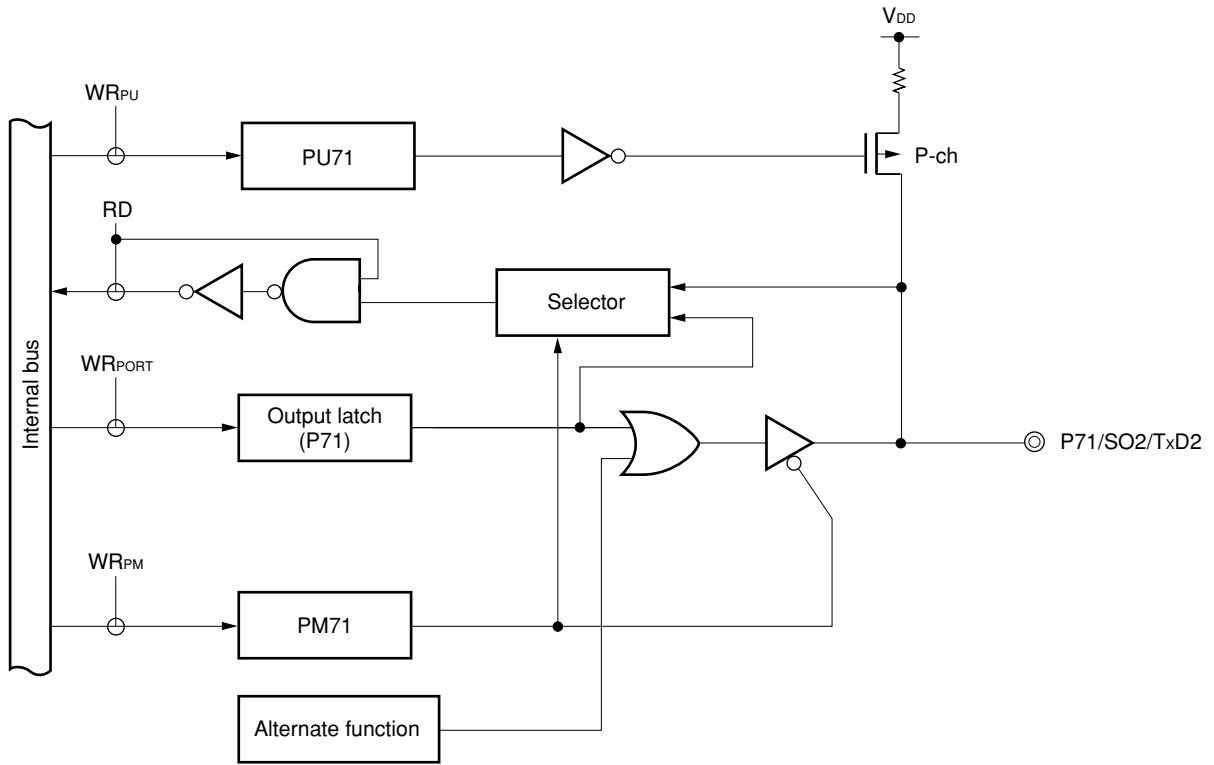 VDD
WRPU
PU71
P-ch
RD
Selector
Internal bus
WRPORT
Output latch
(P71)
P71/SO2/TxD2
WRPM
PM71
Alternate function